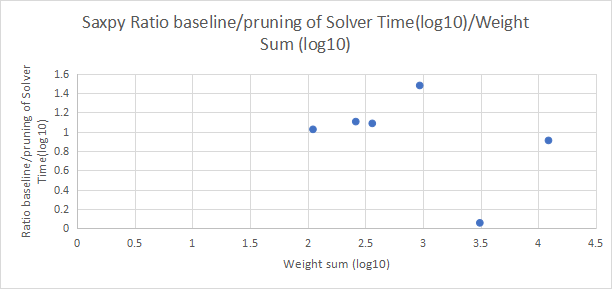 Saxpy Ratio baseline/pruning of Solver Time(log10)/Weight
Sum (log10)
Ratio baseline/pruning of Solver
Time(log10)
1.6
1.4
1.2
1
0.8
0.6
0.4
0.2
0
0 0.5 1 1.5 2 2.5 3 3.5 4 4.5
Weight sum (log10)